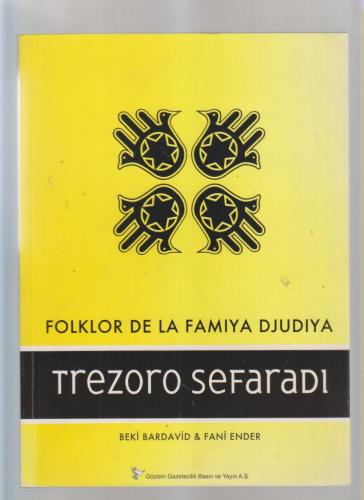 FOLKLOR DE LA FAMIYA DJUDIYA
Trezoro Sefaradi
BEKİ BARDAVİD & FANİ ENDER
Gözlem Gazetecilik Basın ve Yayın A.Ş.